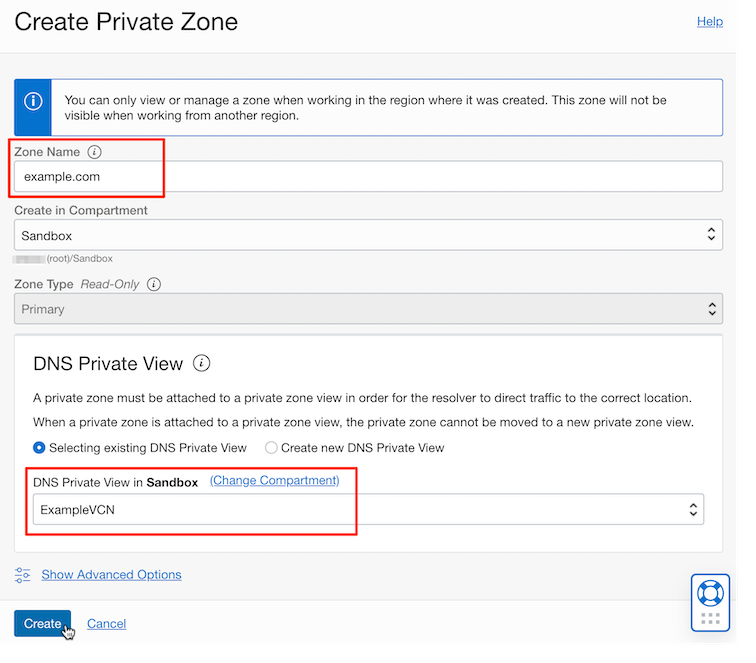 Create Private Zone
Help
You can only view or manage a zone when working in the region where it was created. This zone will not be
visible when working from another region.
Zone Name
example.com
Create in Compartment
Sandbox
(root)/Sandbox
Zone Type Read-Only
Primary
DNS Private View
A private zone must be attached to a private zone view in order for the resolver to direct traffic to the correct location.
When a private zone is attached to a private zone view, the private zone cannot be moved to a new private zone view.
Selecting existing DNS Private View Create new DNS Private View
DNS Private View in Sandbox (Change Compartment)
ExampleVCN
Show Advanced Options
Create Cancel